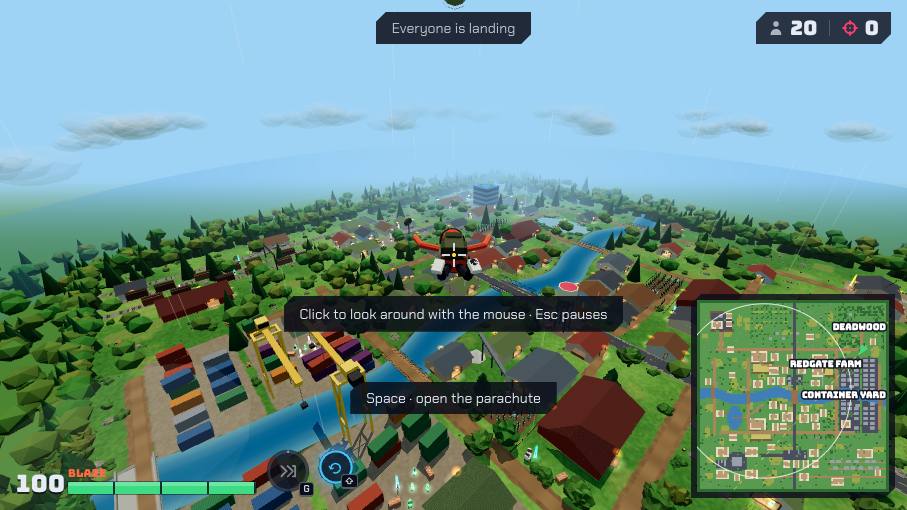 Everyone is landing
20
0
Click to look around with the mouse · Esc pauses
Space · open the parachute
DEADWOOD
REDGATE FARM
CONTAINER YARD
BLAZE
100
G